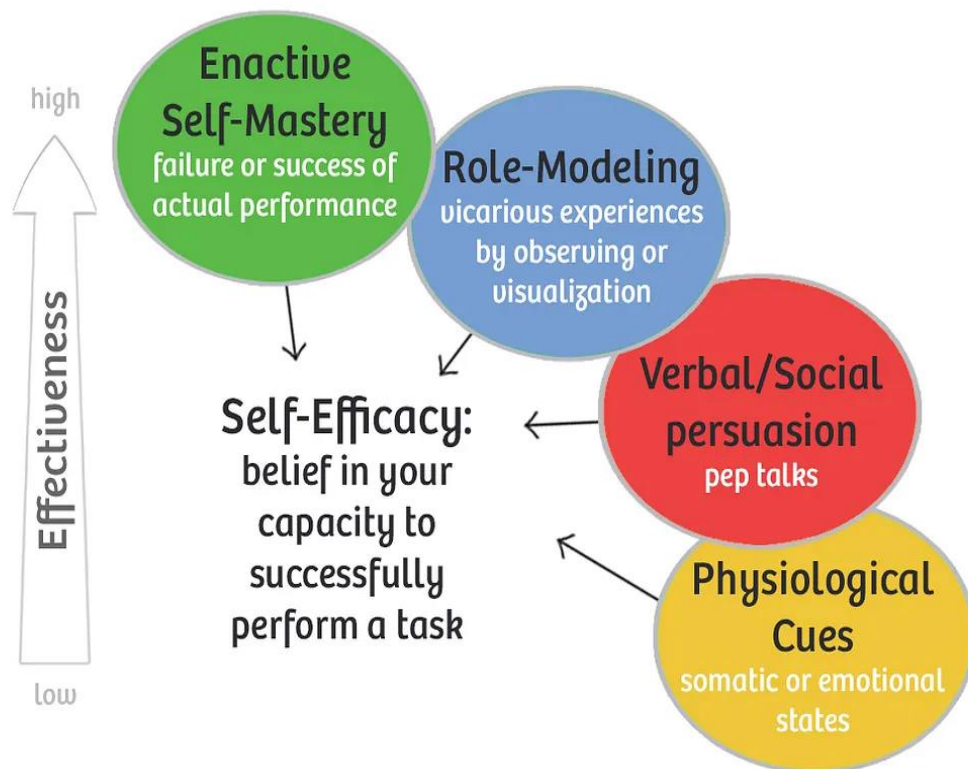 high
Effectiveness
low
Enactive
Self-Mastery
failure or success of
actual performance
Role-Modeling
vicarious experiences
by observing or
visualization
Verbal/Social
persuasion
pep talks
Physiological
Cues
somatic or emotional
states
Self-Efficacy:
belief in your
capacity to
successfully
perform a task